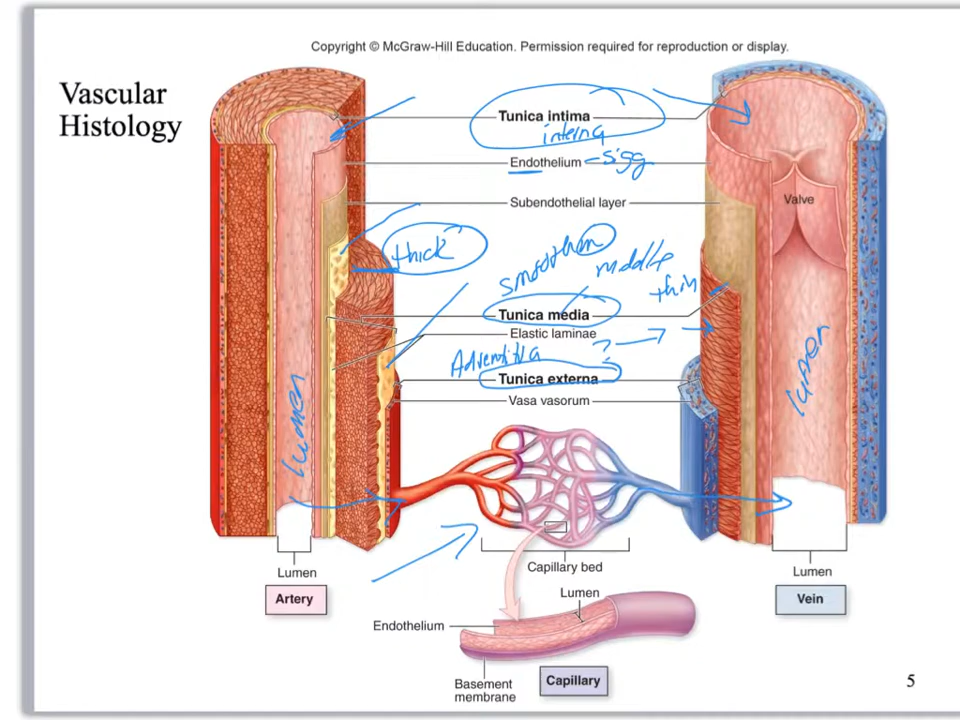 Copyright © McGraw-Hill Education. Permission required for reproduction or display.
Vascular
Histology
Tunica intima
interna
Endothelium
Subendothelial layer
Valve
thick
smooth m
middle
thin
Tunica media
Elastic laminae
Tunica externa
Vasa vasorum
lumen
lumen
Capillary bed
Lumen
Artery
Lumen
Vein
Lumen
Endothelium
Basement
membrane
Capillary
5